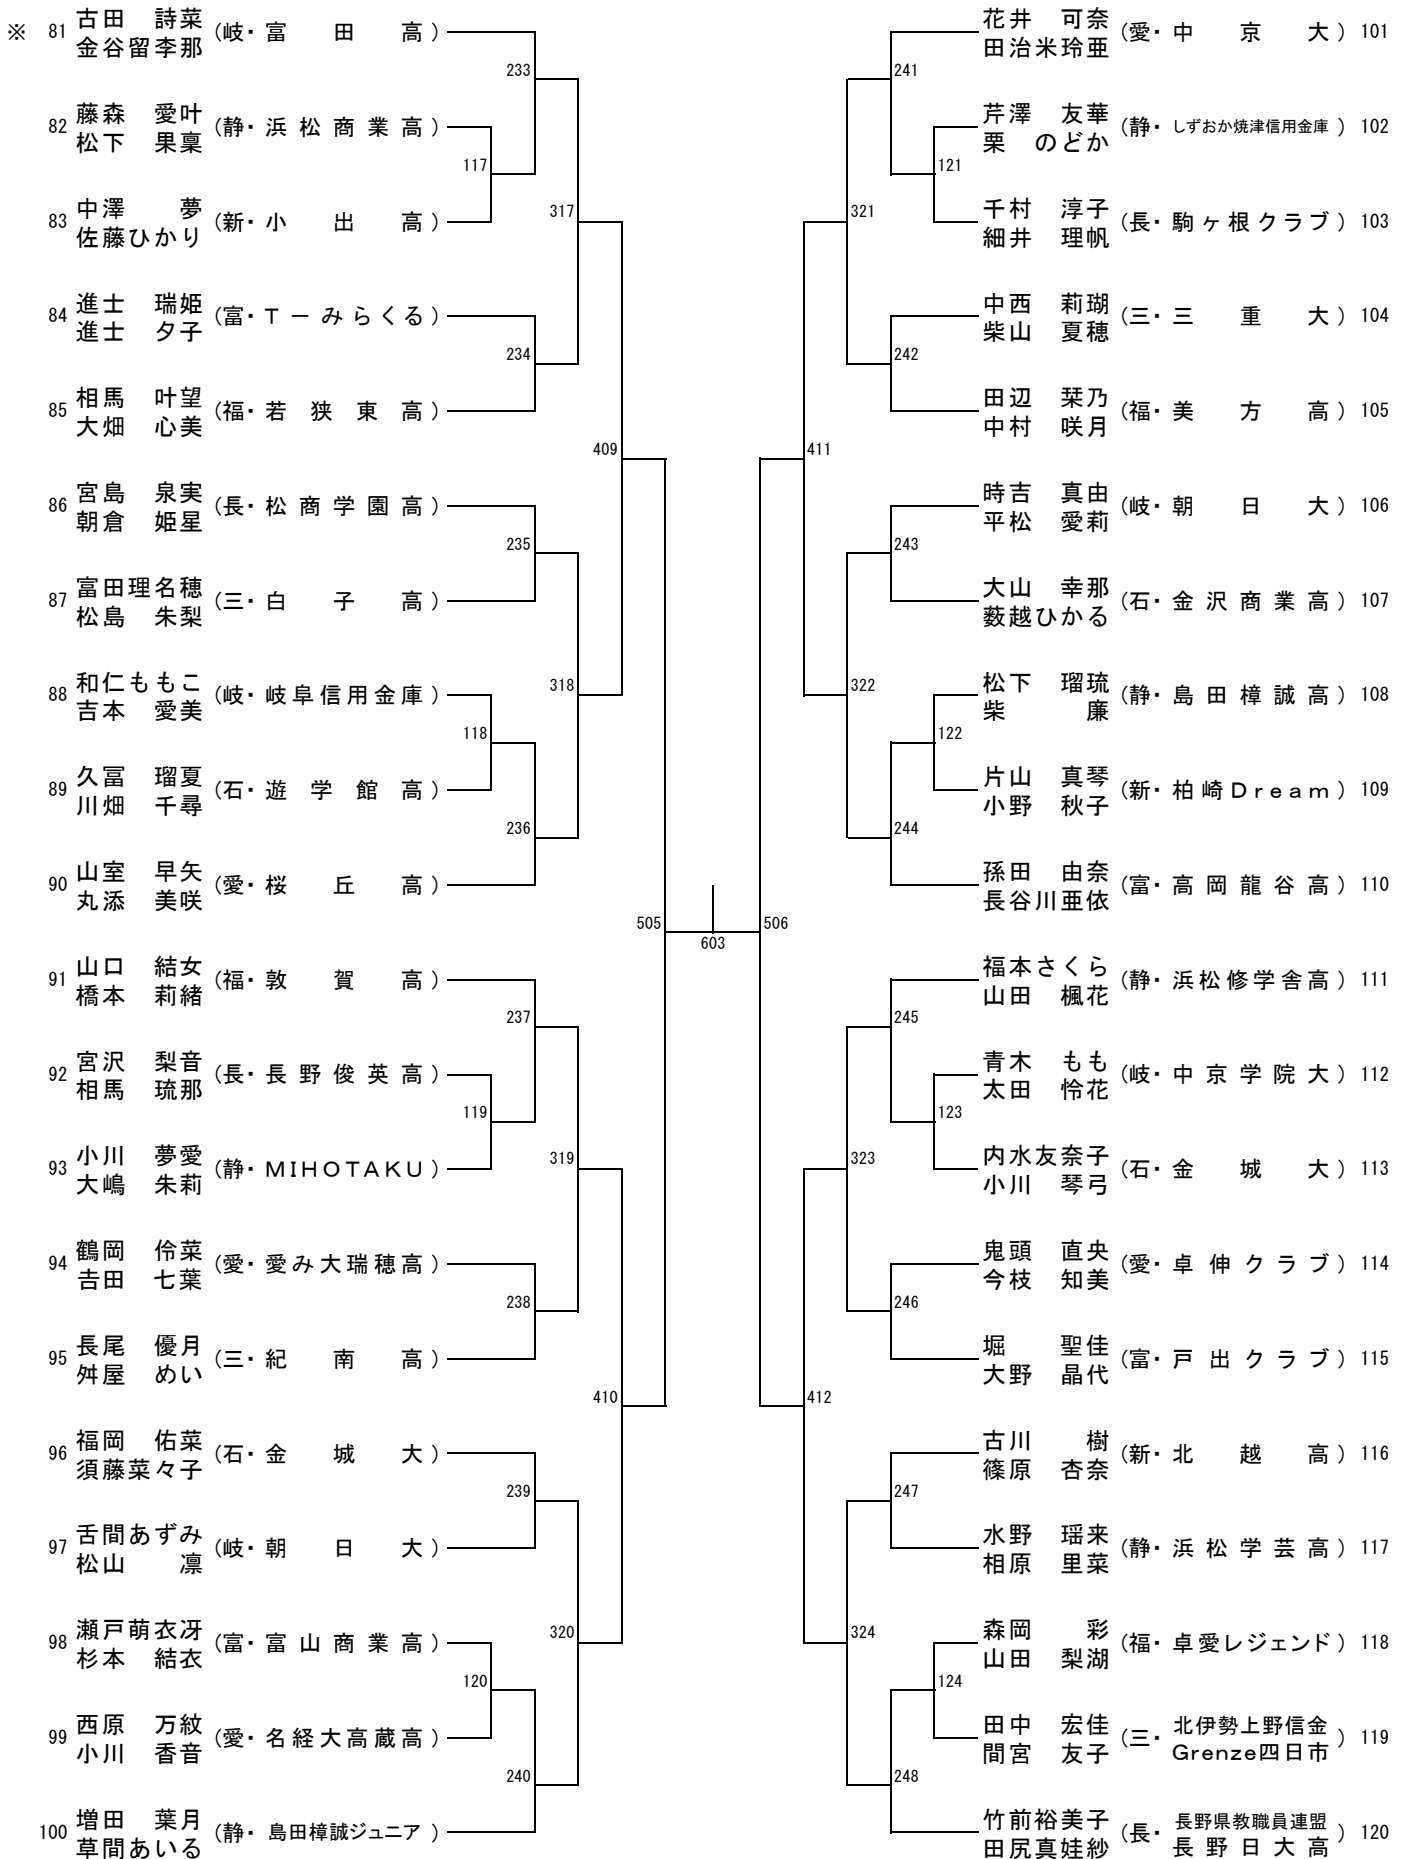 ※ 81 古田 詩菜 (岐・富田高)
金谷留李那
82 藤森 愛叶 (静・浜松商業高)
松下 果稟
83 中澤 夢 (新・小出高)
佐藤ひかり
84 進士 瑞姫 (富・Tーみらくる)
進士 夕子
85 相馬 叶望 (福・若狭東高)
大畑 心美
86 宮島 泉実 (長・松商学園高)
朝倉 姫星
87 富田理名穂 (三・白子高)
松島 朱梨
88 和仁ももこ (岐・岐阜信用金庫)
吉本 愛美
89 久冨 瑠夏 (石・遊学館高)
川畑 千尋
90 山室 早矢 (愛・桜丘高)
丸添 美咲
91 山口 結女 (福・敦賀高)
橋本 莉緒
92 宮沢 梨音 (長・長野俊英高)
相馬 琉那
93 小川 夢愛 (静・MIHOTAKU)
大嶋 朱莉
94 鶴岡 伶菜 (愛・愛み大瑞穂高)
吉田 七葉
95 長尾 優月 (三・紀南高)
舛屋 めい
96 福岡 佑菜 (石・金城大)
須藤菜々子
97 舌間あずみ (岐・朝日大)
松山 凛
98 瀬戸萌衣冴 (富・富山商業高)
杉本 結衣
99 西原 万紋 (愛・名経大高蔵高)
小川 香音
100 増田 葉月 (静・島田樟誠ジュニア)
草間あいる
233
117
317
234
409
235
318
118
236
505
237
119
319
238
410
239
320
120
240
603
花井 可奈 (愛・中京大) 101
田治米玲亜
芹澤 友華 (静・しずおか焼津信用金庫) 102
栗 のどか
千村 淳子 (長・駒ヶ根クラブ) 103
細井 理帆
中西 莉瑚 (三・三重大) 104
柴山 夏穂
田辺 栞乃 (福・美方高) 105
中村 咲月
時吉 真由 (岐・朝日大) 106
平松 愛莉
大山 幸那 (石・金沢商業高) 107
薮越ひかる
松下 瑠琉 (静・島田樟誠高) 108
柴 廉
片山 真琴 (新・柏崎Dream) 109
小野 秋子
孫田 由奈 (富・高岡龍谷高) 110
長谷川亜依
福本さくら (静・浜松修学舎高) 111
山田 楓花
青木 もも (岐・中京学院大) 112
太田 怜花
内水友奈子 (石・金城大) 113
小川 琴弓
鬼頭 直央 (愛・卓伸クラブ) 114
今枝 知美
堀 聖佳 (富・戸出クラブ) 115
大野 晶代
古川 樹 (新・北越高) 116
篠原 杏奈
水野 瑶来 (静・浜松学芸高) 117
相原 里菜
森岡 彩 (福・卓愛レジェンド) 118
山田 梨湖
田中 宏佳 (三・北伊勢上野信金 Grenze四日市) 119
間宮 友子
竹前裕美子 (長・長野県教職員連盟 長野日大高) 120
田尻真娃紗
241
121
321
242
411
243
322
122
244
506
245
123
323
246
412
247
324
124
248